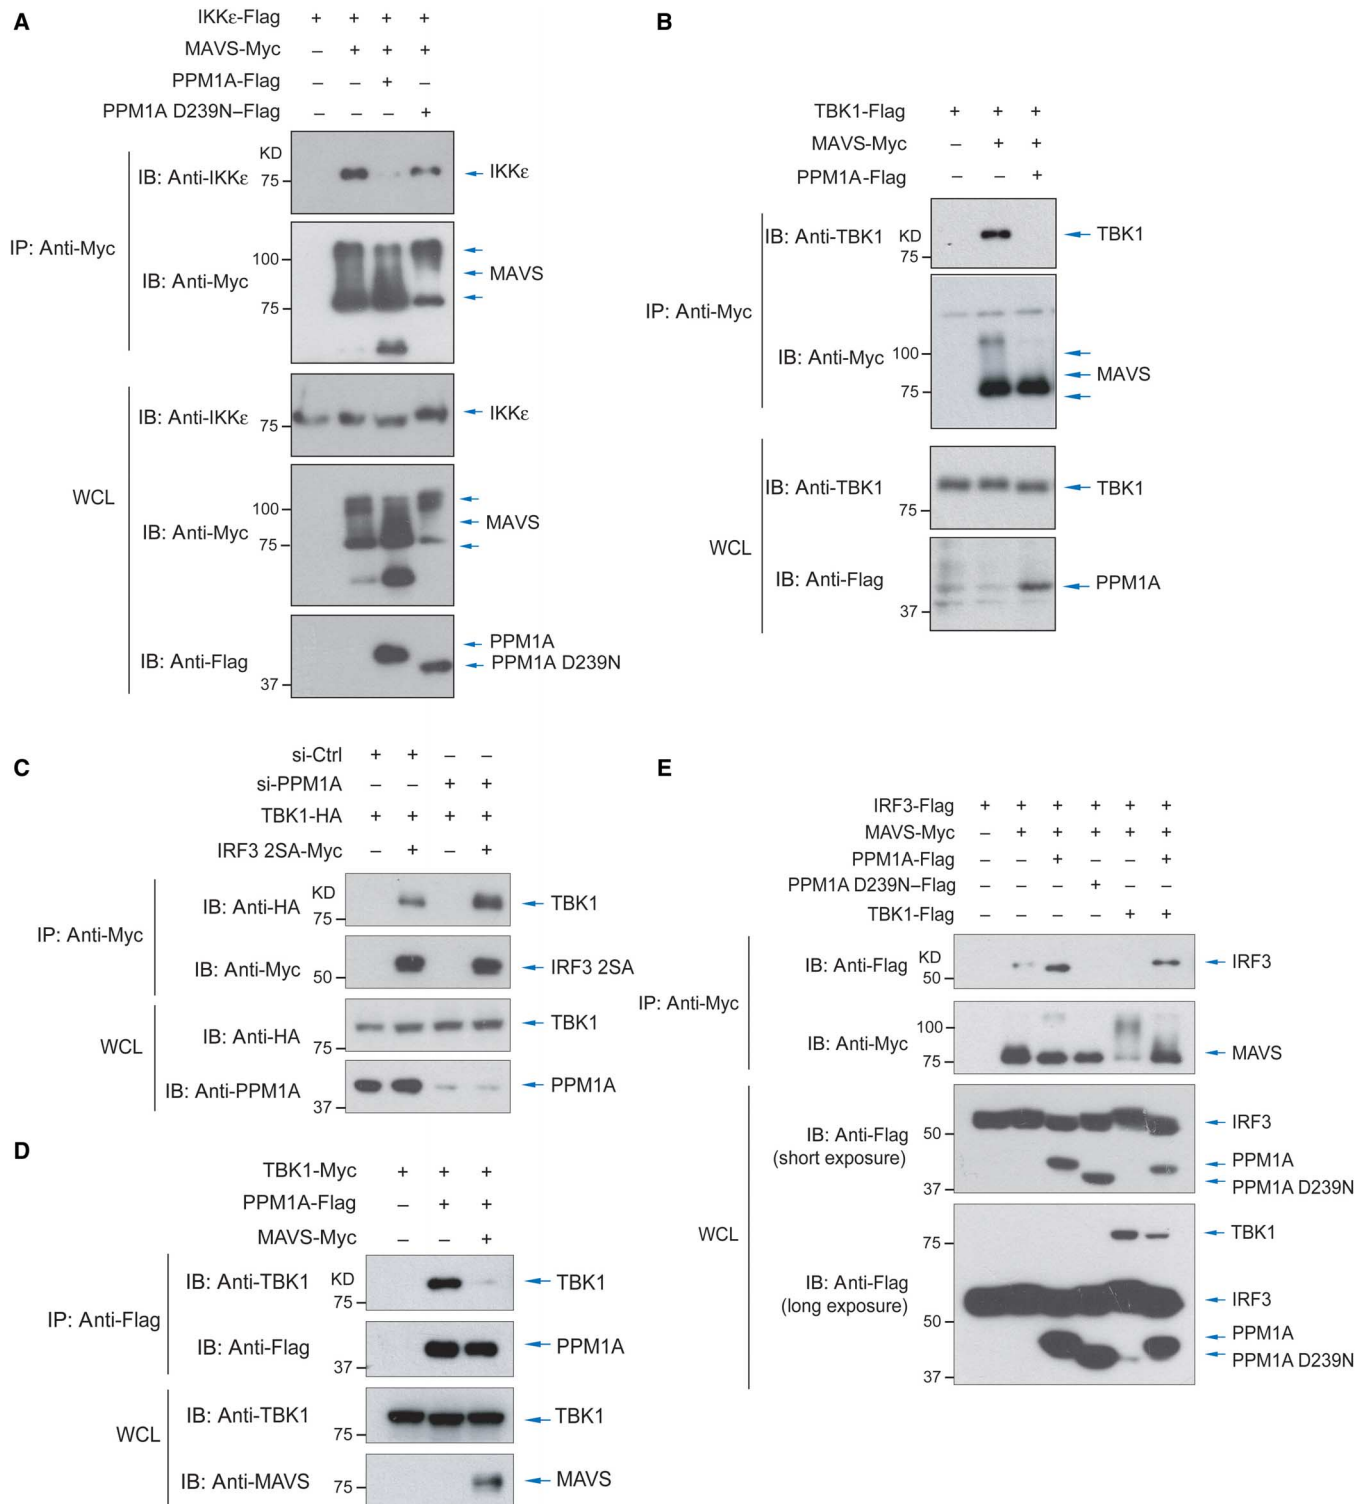 A
IKKε-Flag + + + +
MAVS-Myc – + + +
PPM1A-Flag – – + –
PPM1A D239N–Flag – – – +
IP: Anti-Myc
IB: Anti-IKKε KD 75 IKKε
IB: Anti-Myc 100 75 MAVS
WCL
IB: Anti-IKKε 75 IKKε
IB: Anti-Myc 100 75 MAVS
IB: Anti-Flag 37 PPM1A
PPM1A D239N
B
TBK1-Flag + + +
MAVS-Myc – + +
PPM1A-Flag – – +
IP: Anti-Myc
IB: Anti-TBK1 KD 75 TBK1
IB: Anti-Myc 100 75 MAVS
WCL
IB: Anti-TBK1 75 TBK1
IB: Anti-Flag 37 PPM1A
C
si-Ctrl + + – –
si-PPM1A – – + +
TBK1-HA + + + +
IRF3 2SA-Myc – + – +
IP: Anti-Myc
IB: Anti-HA KD 75 TBK1
IB: Anti-Myc 50 IRF3 2SA
WCL
IB: Anti-HA 75 TBK1
IB: Anti-PPM1A 37 PPM1A
D
TBK1-Myc + + +
PPM1A-Flag – + +
MAVS-Myc – – +
IP: Anti-Flag
IB: Anti-TBK1 KD 75 TBK1
IB: Anti-Flag 37 PPM1A
WCL
IB: Anti-TBK1 75 TBK1
IB: Anti-MAVS 75 MAVS
E
IRF3-Flag + + + + + +
MAVS-Myc – + + + + +
PPM1A-Flag – – + – – +
PPM1A D239N–Flag – – – + – –
TBK1-Flag – – – – + +
IP: Anti-Myc
IB: Anti-Flag KD 50 IRF3
IB: Anti-Myc 100 75 MAVS
WCL
IB: Anti-Flag
(short exposure) 50 37 IRF3
PPM1A
PPM1A D239N
IB: Anti-Flag
(long exposure) 75 50 37 TBK1
IRF3
PPM1A
PPM1A D239N